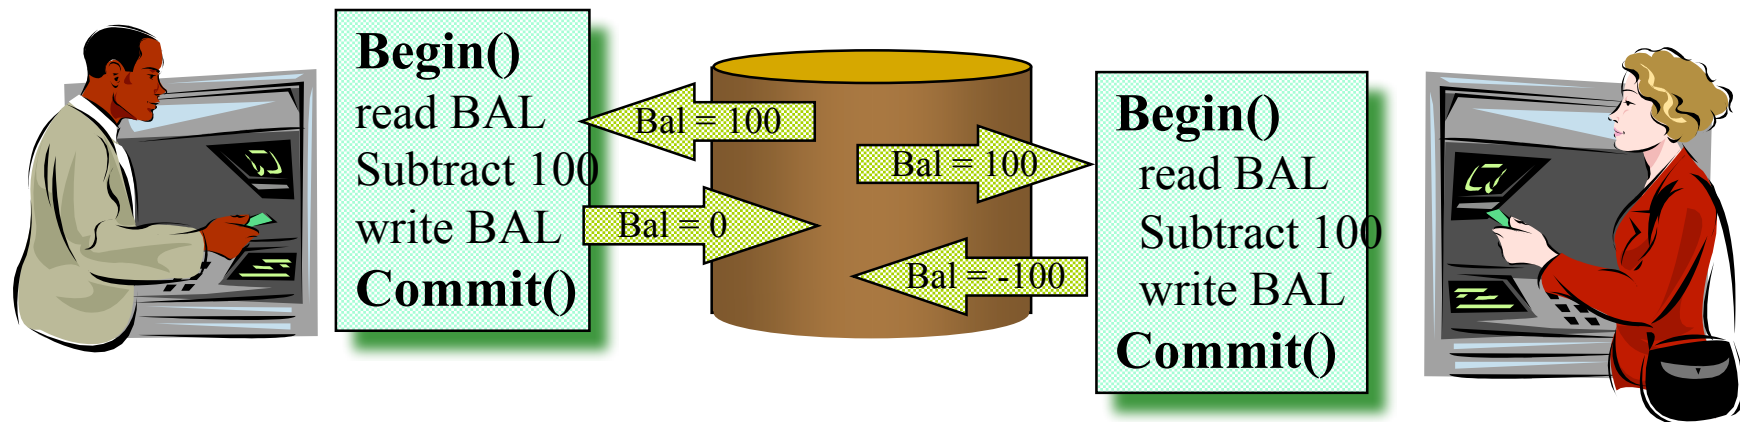 Begin()
read BAL
Subtract 100
write BAL
Commit()
Bal = 100
Bal = 0
Bal = 100
Bal = -100
Begin()
read BAL
Subtract 100
write BAL
Commit()